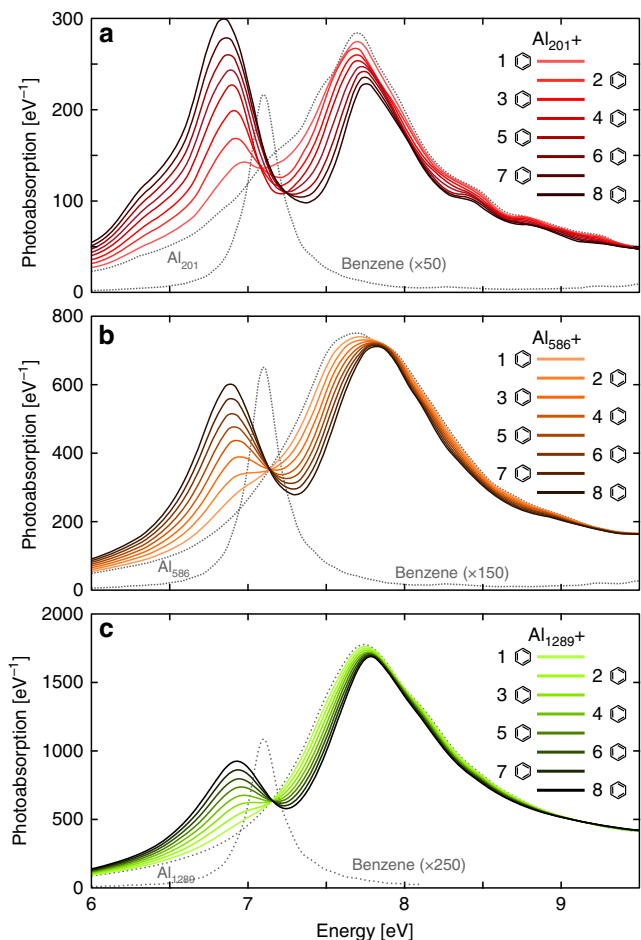 a
Photoabsorption [eV⁻¹]
300
200
100
0
Al₂₀₁+
1
2
3
4
5
6
7
8
Al₂₀₁
Benzene (×50)
b
Photoabsorption [eV⁻¹]
800
600
400
200
0
Al₅₈₆+
1
2
3
4
5
6
7
8
Al₅₈₆
Benzene (×150)
c
Photoabsorption [eV⁻¹]
2000
1500
1000
500
0
Al₁₂₈₉+
1
2
3
4
5
6
7
8
Al₁₂₈₉
Benzene (×250)
6 7 8 9
Energy [eV]